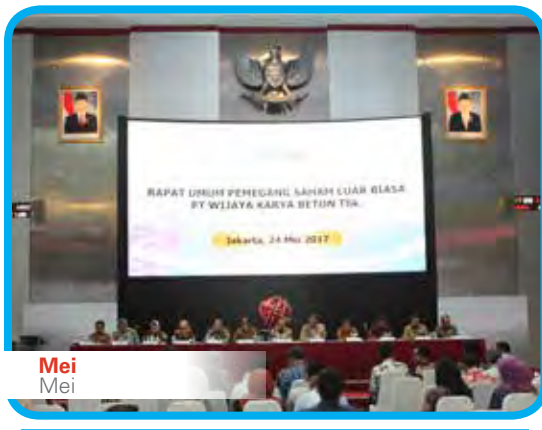 RAPAT UMUM PEMEGANG SAHAM LUAR BIASA
PT WIJAYA KARYA BETON Tbk.
Jakarta, 24 Mei 2017
Mei
Mei